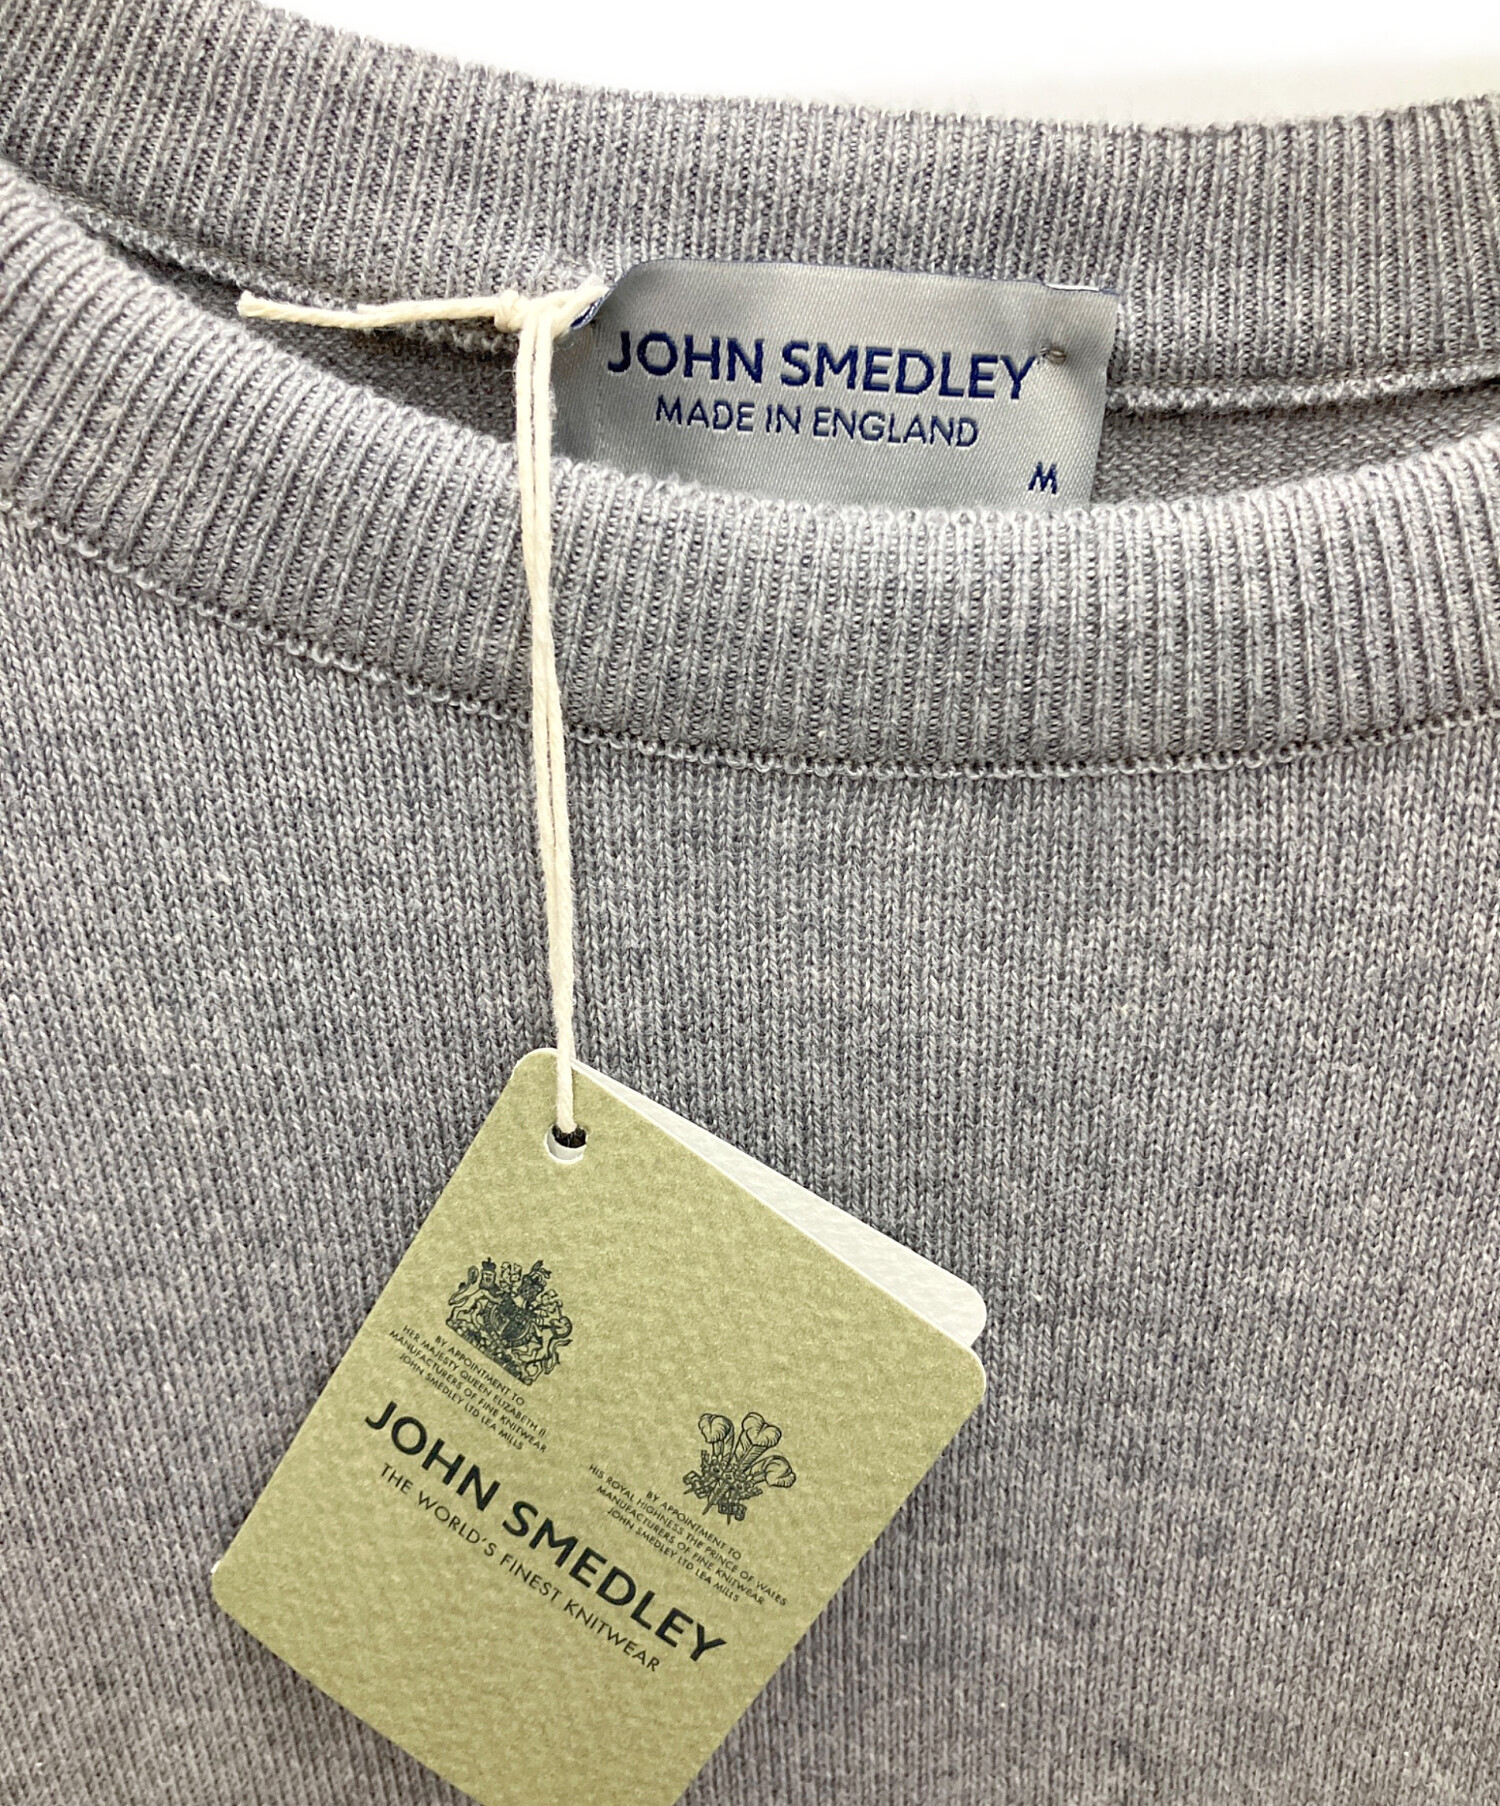 JOHN SMEDLEY
MADE IN ENGLAND
M
BY APPOINTMENT TO
HER MAJESTY QUEEN ELIZABETH II
MANUFACTURERS OF FINE KNITWEAR
JOHN SMEDLEY LTD LEA MILLS
BY APPOINTMENT TO
HIS ROYAL HIGHNESS THE PRINCE OF WALES
MANUFACTURERS OF FINE KNITWEAR
JOHN SMEDLEY LTD LEA MILLS
JOHN SMEDLEY
THE WORLD'S FINEST KNITWEAR